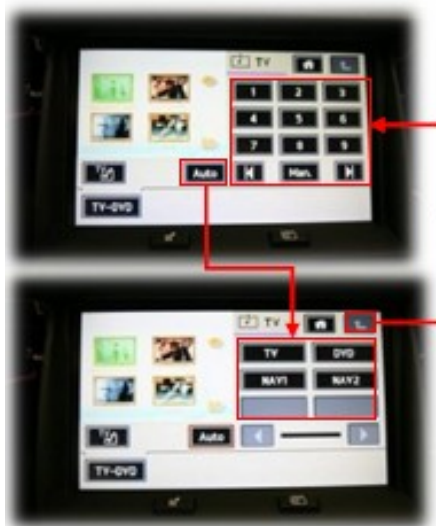 TV
1 2 3
4 5 6
7 8 9
Auto Man.
TV-DVD
TV
TV DVD
NAV1 NAV2
Auto
TV-DVD